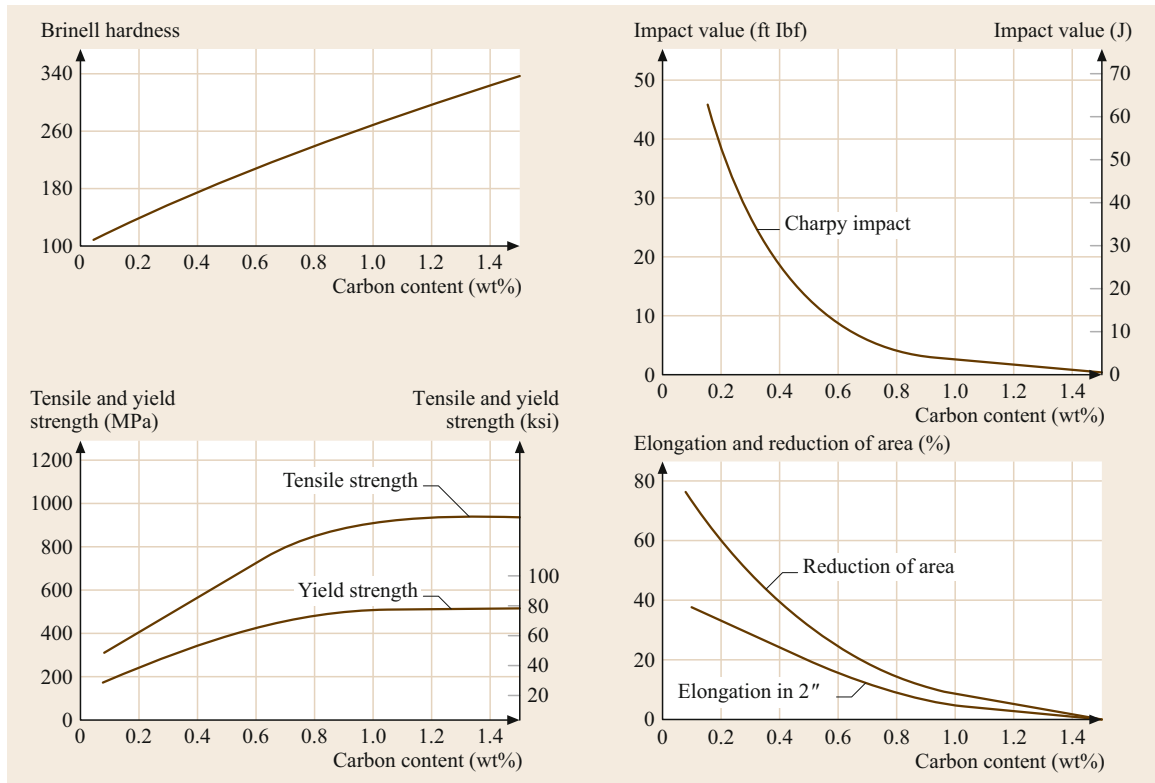 Brinell hardness
340
260
180
100
0 0.2 0.4 0.6 0.8 1.0 1.2 1.4
Carbon content (wt%)
Impact value (ft lbf) Impact value (J)
50
40
30
20
10
0
70
60
50
40
30
20
10
0
Charpy impact
0 0.2 0.4 0.6 0.8 1.0 1.2 1.4
Carbon content (wt%)
Tensile and yield
strength (MPa)
Tensile and yield
strength (ksi)
1200
1000
800
600
400
200
0
100
80
60
40
20
Tensile strength
Yield strength
0 0.2 0.4 0.6 0.8 1.0 1.2 1.4
Carbon content (wt%)
Elongation and reduction of area (%)
80
60
40
20
0
Reduction of area
Elongation in 2″
0 0.2 0.4 0.6 0.8 1.0 1.2 1.4
Carbon content (wt%)